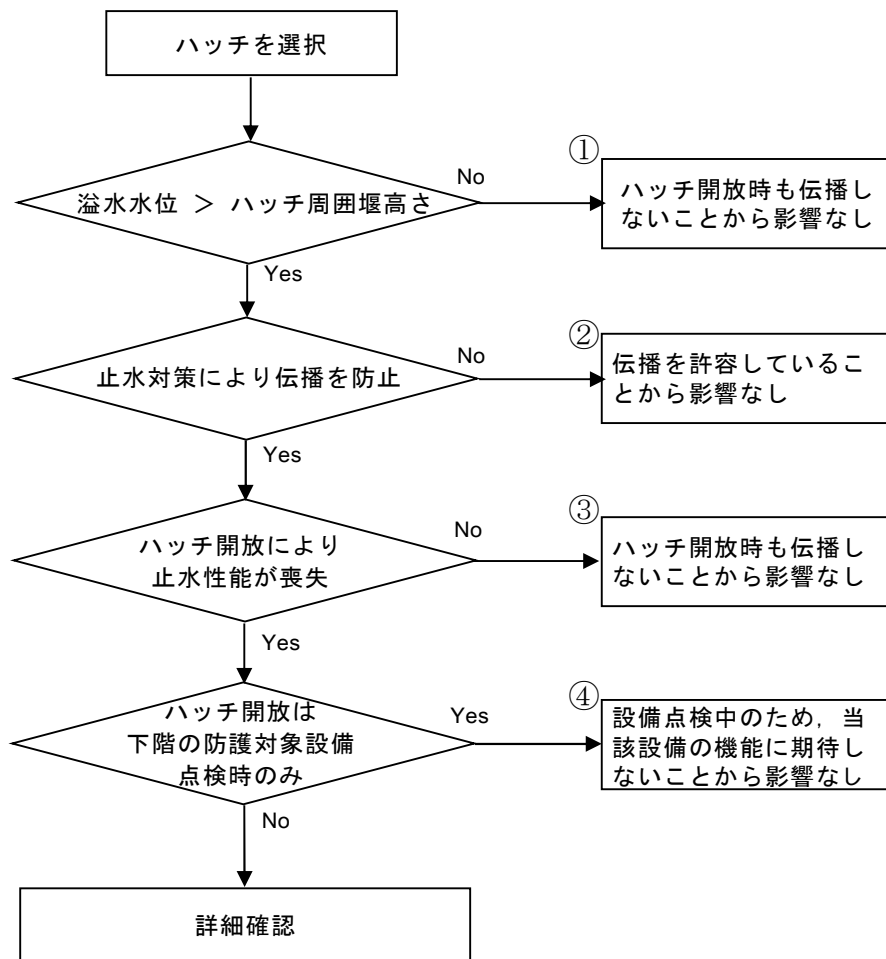 ハッチを選択
溢水水位 ＞ ハッチ周囲堰高さ
No
①
ハッチ開放時も伝播し
ないことから影響なし
Yes
止水対策により伝播を防止
No
②
伝播を許容しているこ
とから影響なし
Yes
ハッチ開放により
止水性能が喪失
No
③
ハッチ開放時も伝播し
ないことから影響なし
Yes
ハッチ開放は
下階の防護対象設備
点検時のみ
Yes
④
設備点検中のため，当
該設備の機能に期待し
ないことから影響なし
No
詳細確認